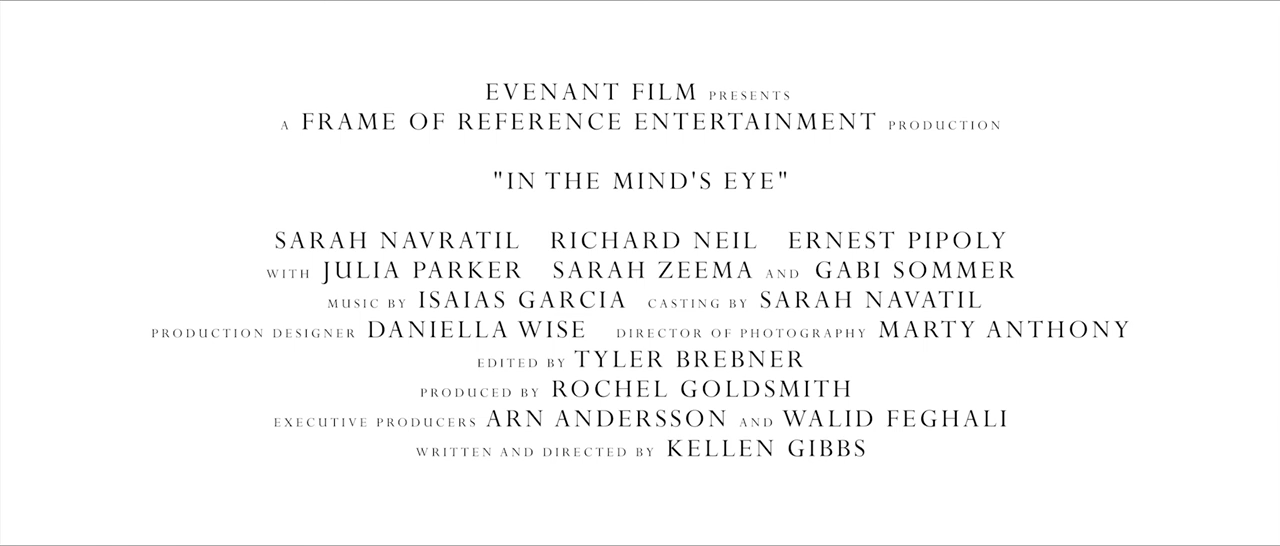 EVENANT FILM PRESENTS
A FRAME OF REFERENCE ENTERTAINMENT PRODUCTION
"IN THE MIND'S EYE"
SARAH NAVRATIL RICHARD NEIL ERNEST PIPOLY
WITH JULIA PARKER SARAH ZEEMA AND GABI SOMMER
MUSIC BY ISAIAS GARCIA CASTING BY SARAH NAVATIL
PRODUCTION DESIGNER DANIELLA WISE DIRECTOR OF PHOTOGRAPHY MARTY ANTHONY
EDITED BY TYLER BREBNER
PRODUCED BY ROCHEL GOLDSMITH
EXECUTIVE PRODUCERS ARN ANDERSSON AND WALID FEGHALI
WRITTEN AND DIRECTED BY KELLEN GIBBS